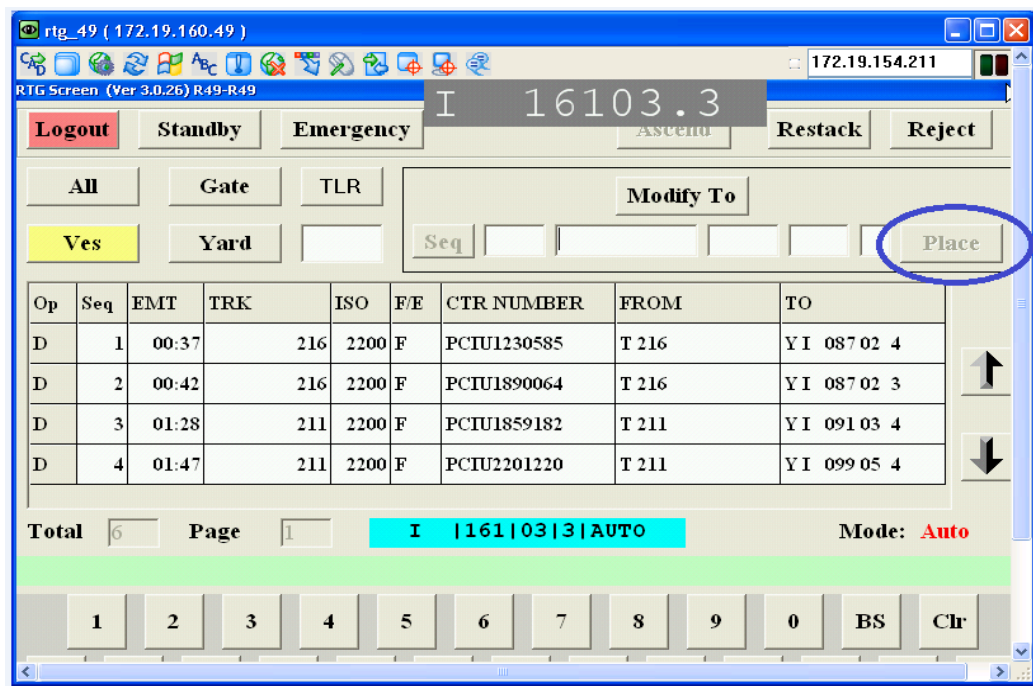 rtg_49 ( 172.19.160.49 )
172.19.154.211
RTG Screen (Ver 3.0.26) R49-R49
I 16103.3
Logout Standby Emergency Ascend Restack Reject
All Gate TLR Modify To
Ves Yard Seq Place
Op Seq EMT TRK ISO F/E CTR NUMBER FROM TO
D 1 00:37 216 2200 F PCIU1230585 T 216 Y I 087 02 4
D 2 00:42 216 2200 F PCIU1890064 T 216 Y I 087 02 3
D 3 01:28 211 2200 F PCIU1859182 T 211 Y I 091 03 4
D 4 01:47 211 2200 F PCIU2201220 T 211 Y I 099 05 4
Total 6 Page 1 I |161|03|3|AUTO Mode: Auto
1 2 3 4 5 6 7 8 9 0 BS Clr